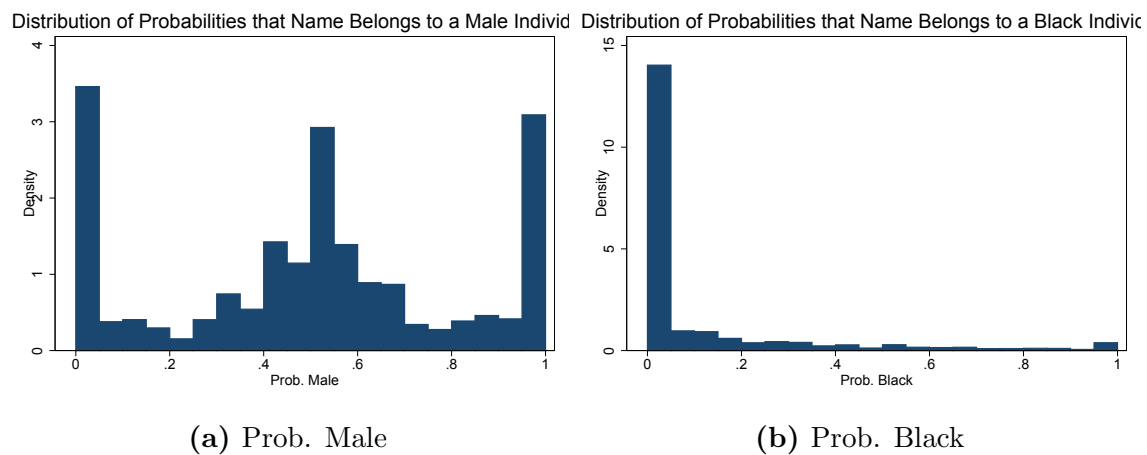 Distribution of Probabilities that Name Belongs to a Male Individ
4
3
2
1
0
Density
0 .2 .4 .6 .8 1
Prob. Male
(a) Prob. Male
Distribution of Probabilities that Name Belongs to a Black Individ
15
10
5
0
Density
0 .2 .4 .6 .8 1
Prob. Black
(b) Prob. Black